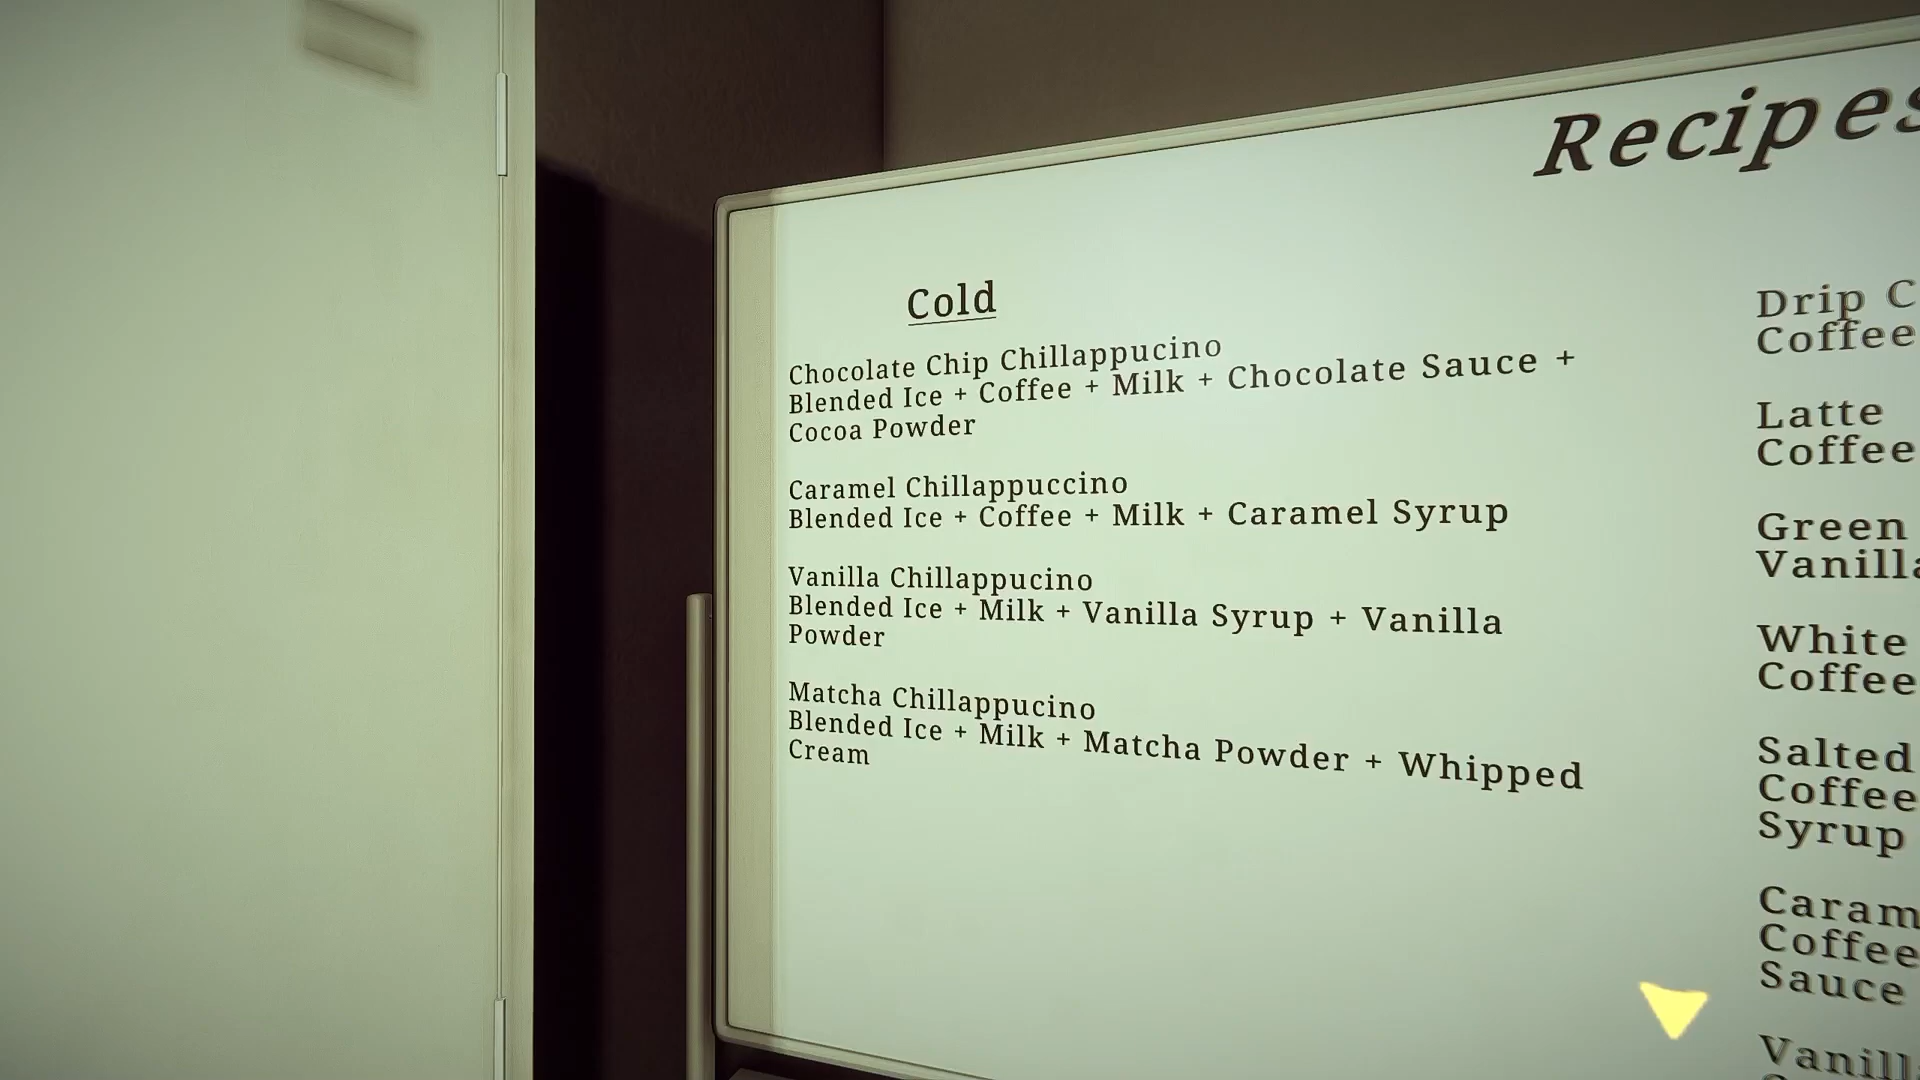 Recipes
Cold
Chocolate Chip Chillappucino
Blended Ice + Coffee + Milk + Chocolate Sauce +
Cocoa Powder
Caramel Chillappuccino
Blended Ice + Coffee + Milk + Caramel Syrup
Vanilla Chillappucino
Blended Ice + Milk + Vanilla Syrup + Vanilla
Powder
Matcha Chillappucino
Blended Ice + Milk + Matcha Powder + Whipped
Cream
Drip
Coffee
Latte
Coffee
Green
Vanilla
White
Coffee
Salted
Coffee
Syrup
Coffee
Sauce